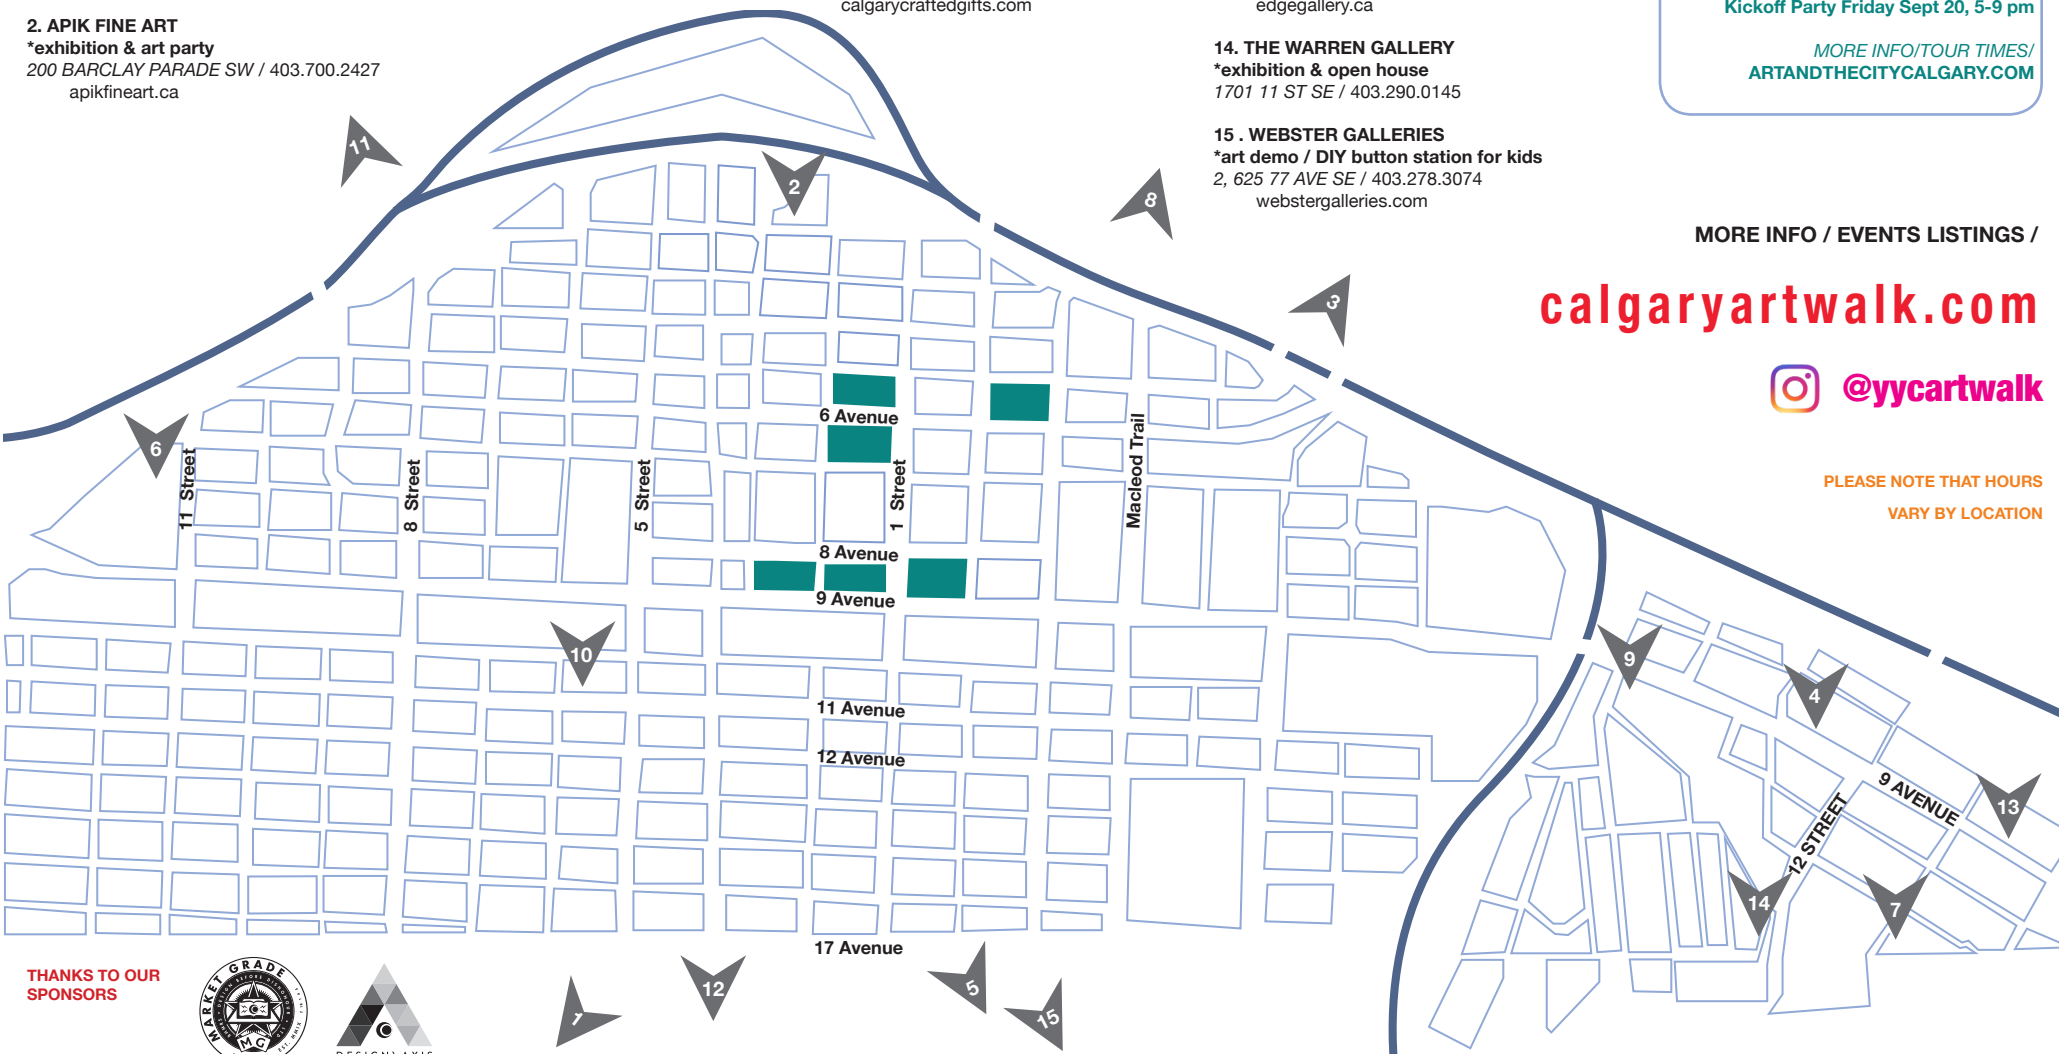 calgarycraftedgifts.com
edgegallery.ca
Kickoff Party Friday Sept 20, 5-9 pm
MORE INFO/TOUR TIMES/
ARTANDTHECITYCALGARY.COM
2. APIK FINE ART
*exhibition & art party
200 BARCLAY PARADE SW / 403.700.2427
apikfineart.ca
14. THE WARREN GALLERY
*exhibition & open house
1701 11 ST SE / 403.290.0145
15 . WEBSTER GALLERIES
*art demo / DIY button station for kids
2, 625 77 AVE SE / 403.278.3074
webstergalleries.com
MORE INFO / EVENTS LISTINGS /
calgaryartwalk.com
@yycartwalk
PLEASE NOTE THAT HOURS
VARY BY LOCATION
11
2
8
3
6
6 Avenue
11 Street
8 Street
5 Street
1 Street
Macleod Trail
8 Avenue
9 Avenue
10
9
4
11 Avenue
12 Avenue
9 AVENUE
13
12 STREET
14
7
17 Avenue
12
5
1
15
THANKS TO OUR
SPONSORS
MARKET GRADE
MG
EST. MMIX